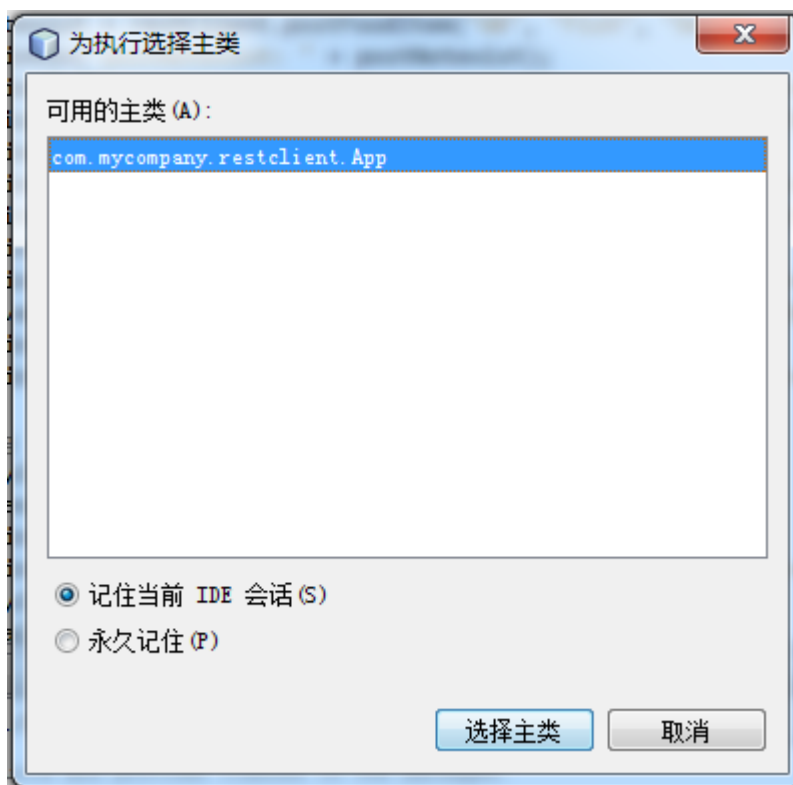 为执行选择主类
可用的主类(A):
com.mycompany.restclient.App
记住当前 IDE 会话(S)
永久记住(P)
选择主类
取消